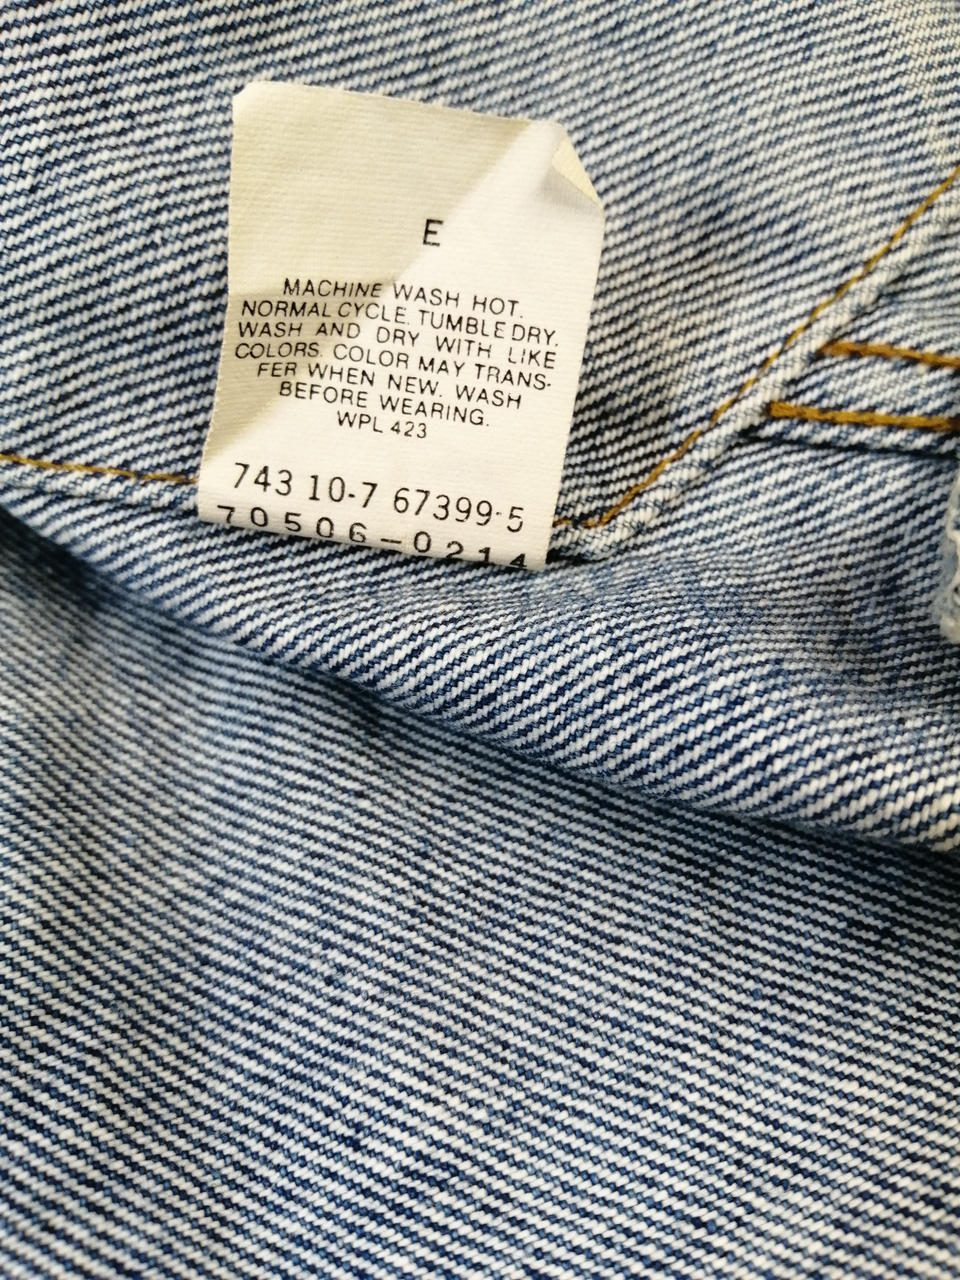 E
MACHINE WASH HOT.
NORMAL CYCLE. TUMBLE DRY.
WASH AND DRY WITH LIKE
COLORS. COLOR MAY TRANS-
FER WHEN NEW. WASH
BEFORE WEARING.
WPL 423
743 10-7 67399-5
70506-0214